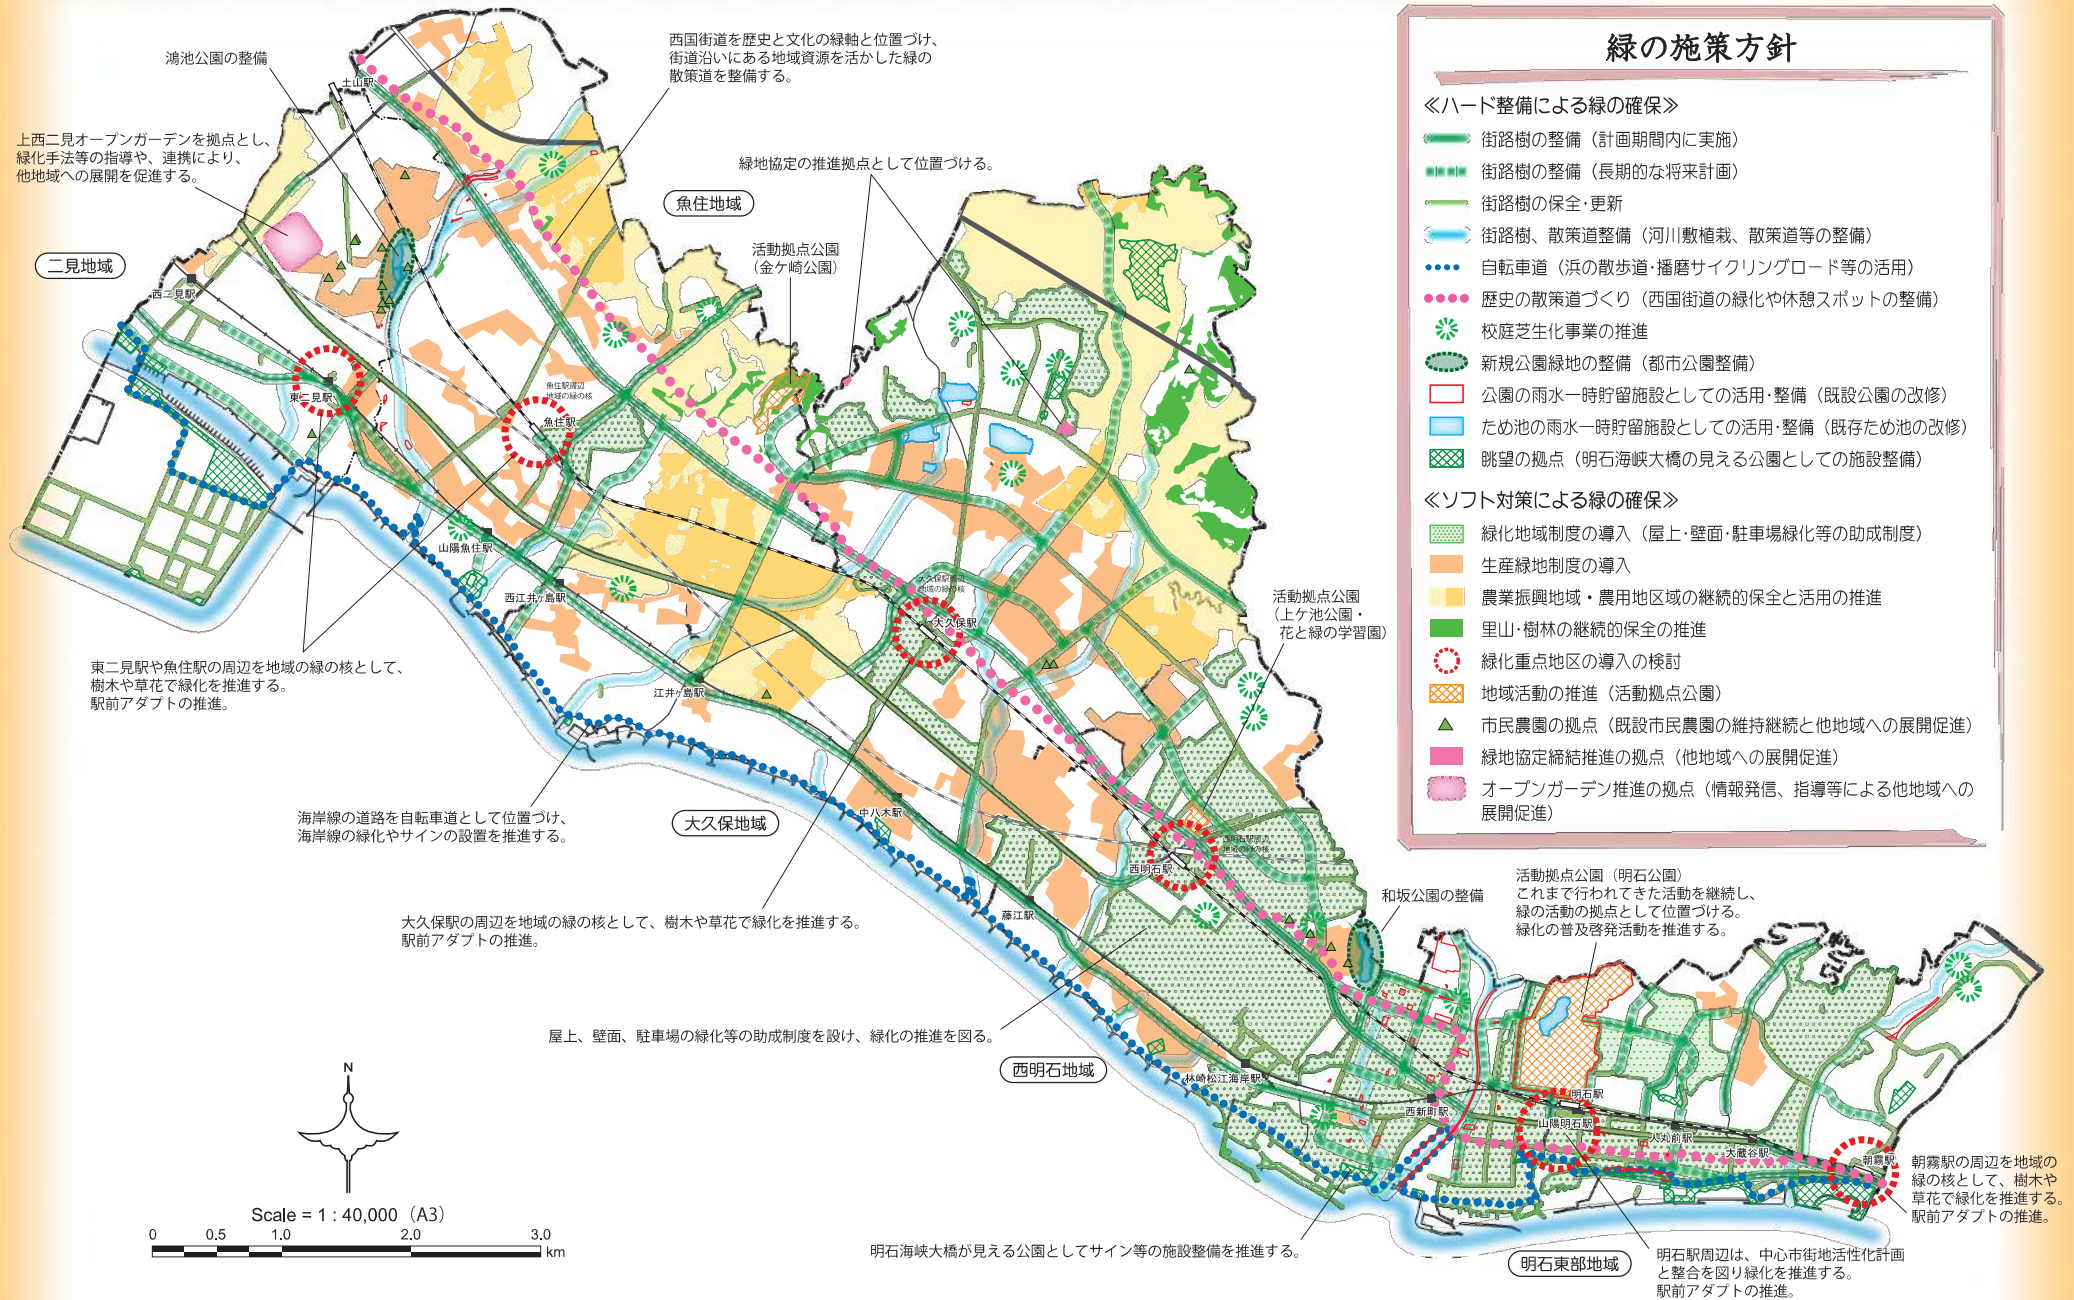 鴻池公園の整備
西国街道を歴史と文化の緑軸と位置づけ、
街道沿いにある地域資源を活かした緑の
散策道を整備する。
土山駅
上西二見オープンガーデンを拠点とし、
緑化手法等の指導や、連携により、
他地域への展開を促進する。
緑地協定の推進拠点として位置づける。
魚住地域
活動拠点公園
(金ケ崎公園)
二見地域
西二見駅
東二見駅
魚住駅周辺
地域の緑の核
魚住駅
山陽魚住駅
西江井ヶ島駅
大久保駅周辺
地域の緑の核
大久保駅
活動拠点公園
(上ケ池公園・
花と緑の学習園)
東二見駅や魚住駅の周辺を地域の緑の核として、
樹木や草花で緑化を推進する。
駅前アダプトの推進。
江井ヶ島駅
海岸線の道路を自転車道として位置づけ、
海岸線の緑化やサインの設置を推進する。
大久保地域
中八木駅
西明石駅周辺
地域の緑の核
西明石駅
大久保駅の周辺を地域の緑の核として、樹木や草花で緑化を推進する。
駅前アダプトの推進。
藤江駅
和坂公園の整備
活動拠点公園(明石公園)
これまで行われてきた活動を継続し、
緑の活動の拠点として位置づける。
緑化の普及啓発活動を推進する。
屋上、壁面、駐車場の緑化等の助成制度を設け、緑化の推進を図る。
西明石地域
林崎松江海岸駅
西新町駅
明石駅
山陽明石駅
人丸前駅
大蔵谷駅
朝霧駅
朝霧駅の周辺を地域の
緑の核として、樹木や
草花で緑化を推進する。
駅前アダプトの推進。
明石海峡大橋が見える公園としてサイン等の施設整備を推進する。
明石東部地域
明石駅周辺は、中心市街地活性化計画
と整合を図り緑化を推進する。
駅前アダプトの推進。
N
Scale = 1 : 40,000 (A3)
0 0.5 1.0 2.0 3.0
km
緑の施策方針
≪ハード整備による緑の確保≫
街路樹の整備(計画期間内に実施)
街路樹の整備(長期的な将来計画)
街路樹の保全・更新
街路樹、散策道整備(河川敷植栽、散策道等の整備)
自転車道(浜の散歩道・播磨サイクリングロード等の活用)
歴史の散策道づくり(西国街道の緑化や休憩スポットの整備)
校庭芝生化事業の推進
新規公園緑地の整備(都市公園整備)
公園の雨水一時貯留施設としての活用・整備(既設公園の改修)
ため池の雨水一時貯留施設としての活用・整備(既存ため池の改修)
眺望の拠点(明石海峡大橋の見える公園としての施設整備)
≪ソフト対策による緑の確保≫
緑化地域制度の導入(屋上・壁面・駐車場緑化等の助成制度)
生産緑地制度の導入
農業振興地域・農用地区域の継続的保全と活用の推進
里山・樹林の継続的保全の推進
緑化重点地区の導入の検討
地域活動の推進(活動拠点公園)
市民農園の拠点(既設市民農園の維持継続と他地域への展開促進)
緑地協定締結推進の拠点(他地域への展開促進)
オープンガーデン推進の拠点(情報発信、指導等による他地域への
展開促進)